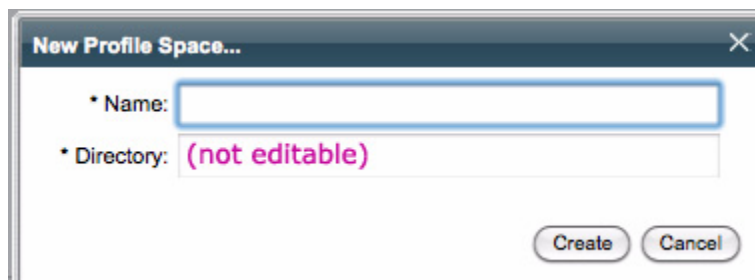 New Profile Space...
* Name:
* Directory: (not editable)
Create Cancel